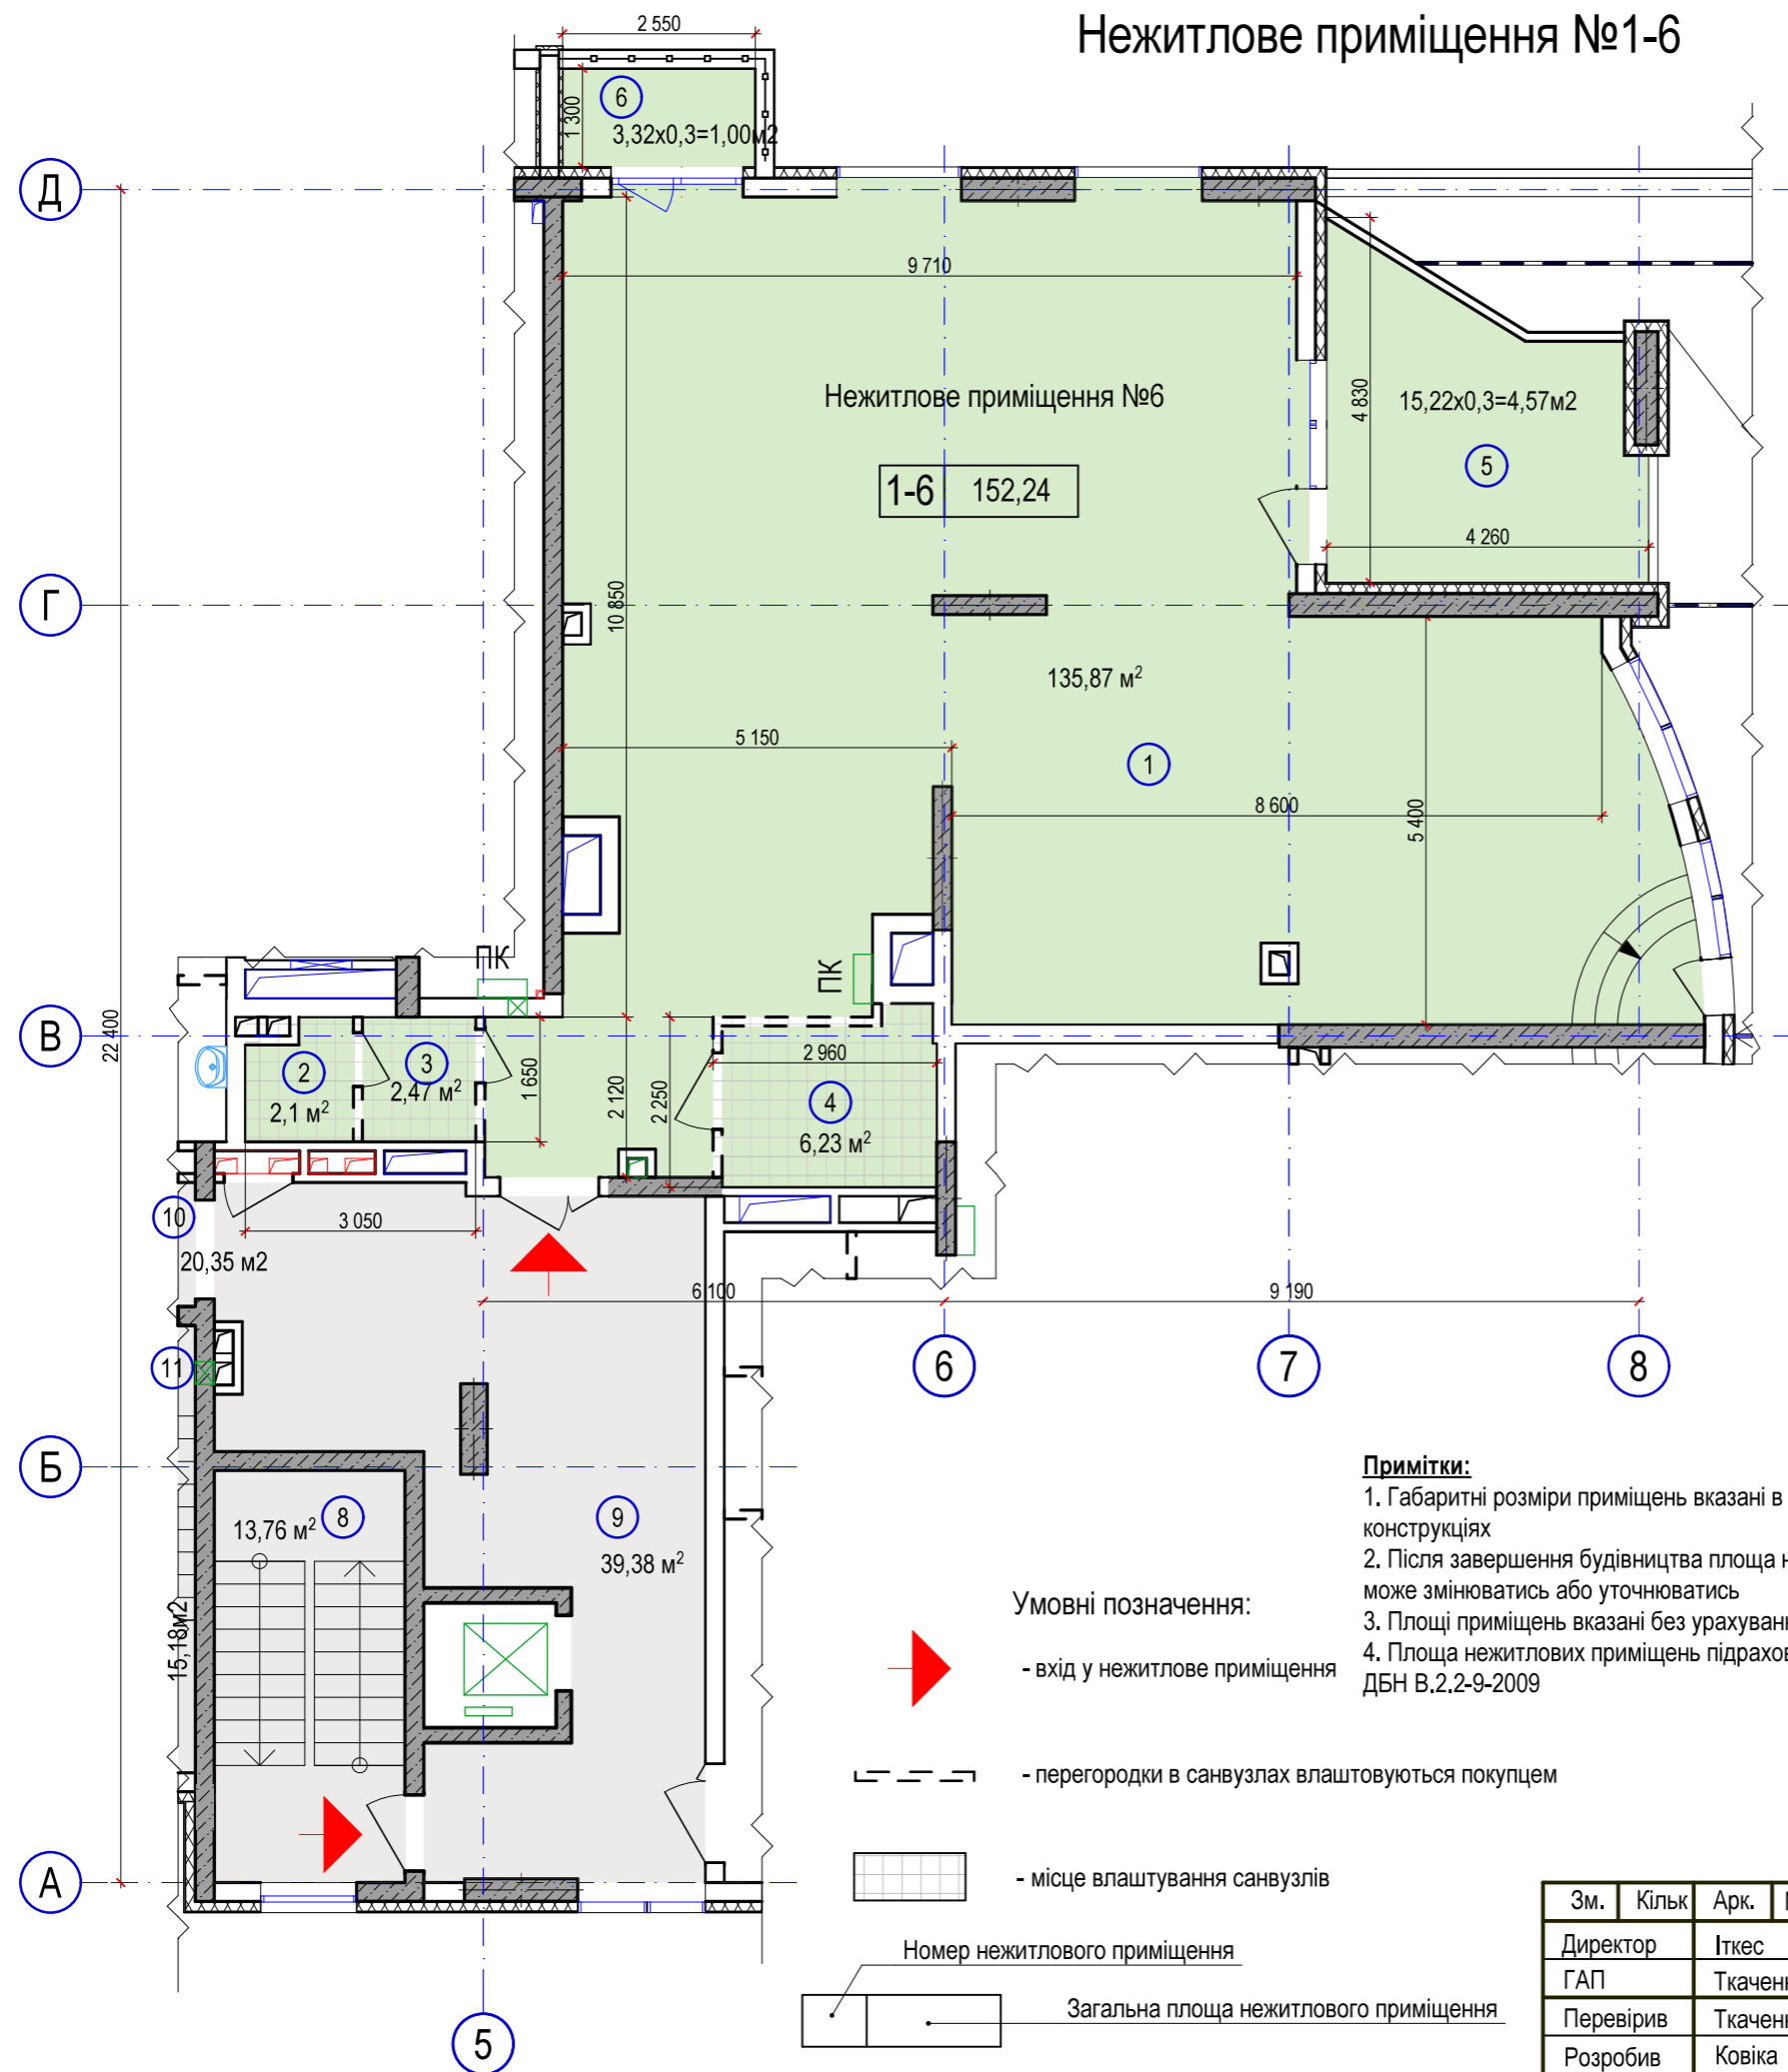 Нежитлове приміщення №1-6
2 550
1 300
6
3,32х0,3=1,00м2
Д
9 710
4 830
Нежитлове приміщення №6
15,22х0,3=4,57м2
1-6 152,24
5
4 260
Г
10 850
135,87 м²
5 150
1
8 600
5 400
ПК
ПК
В
22 400
2
2,1 м²
3
2,47 м²
1 650
2 120
2 250
2 960
4
6,23 м²
10
3 050
20,35 м2
6 100
9 190
11
6
7
8
Б
8
13,76 м²
9
39,38 м²
15,18м2
Примітки:
1. Габаритні розміри приміщень вказані в
конструкціях
2. Після завершення будівництва площа
може змінюватись або уточнюватись
3. Площі приміщень вказані без
4. Площа нежитлових приміщень
ДБН В.2.2-9-2009
Умовні позначення:
- вхід у нежитлове приміщення
- перегородки в санвузлах влаштовуються покупцем
А
- місце влаштування санвузлів
Номер нежитлового приміщення
Загальна площа нежитлового приміщення
5
Зм. Кільк Арк.
Директор Іткес
ГАП
Перевірив
Розробив Ковіка